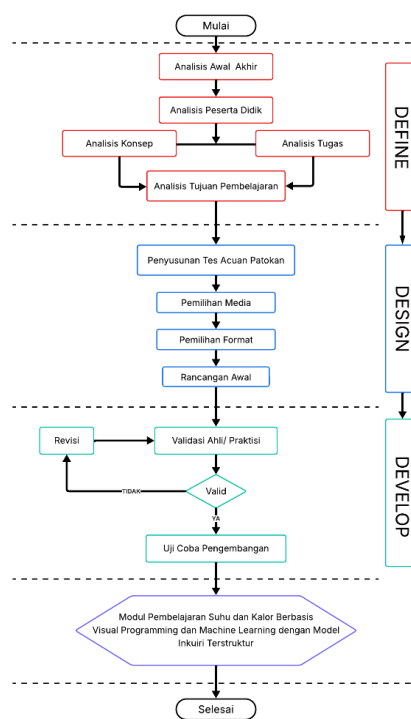 Mulai
Analisis Awal Akhir
Analisis Peserta Didik
Analisis Konsep
Analisis Tugas
Analisis Tujuan Pembelajaran
DEFINE
Penyusunan Tes Acuan Patokan
Pemilihan Media
Pemilihan Format
Rancangan Awal
DESIGN
Revisi
Validasi Ahli/ Praktisi
Valid
TIDAK
YA
Uji Coba Pengembangan
DEVELOP
Modul Pembelajaran Suhu dan Kalor Berbasis
Visual Programming dan Machine Learning dengan Model
Inkuiri Terstruktur
Selesai